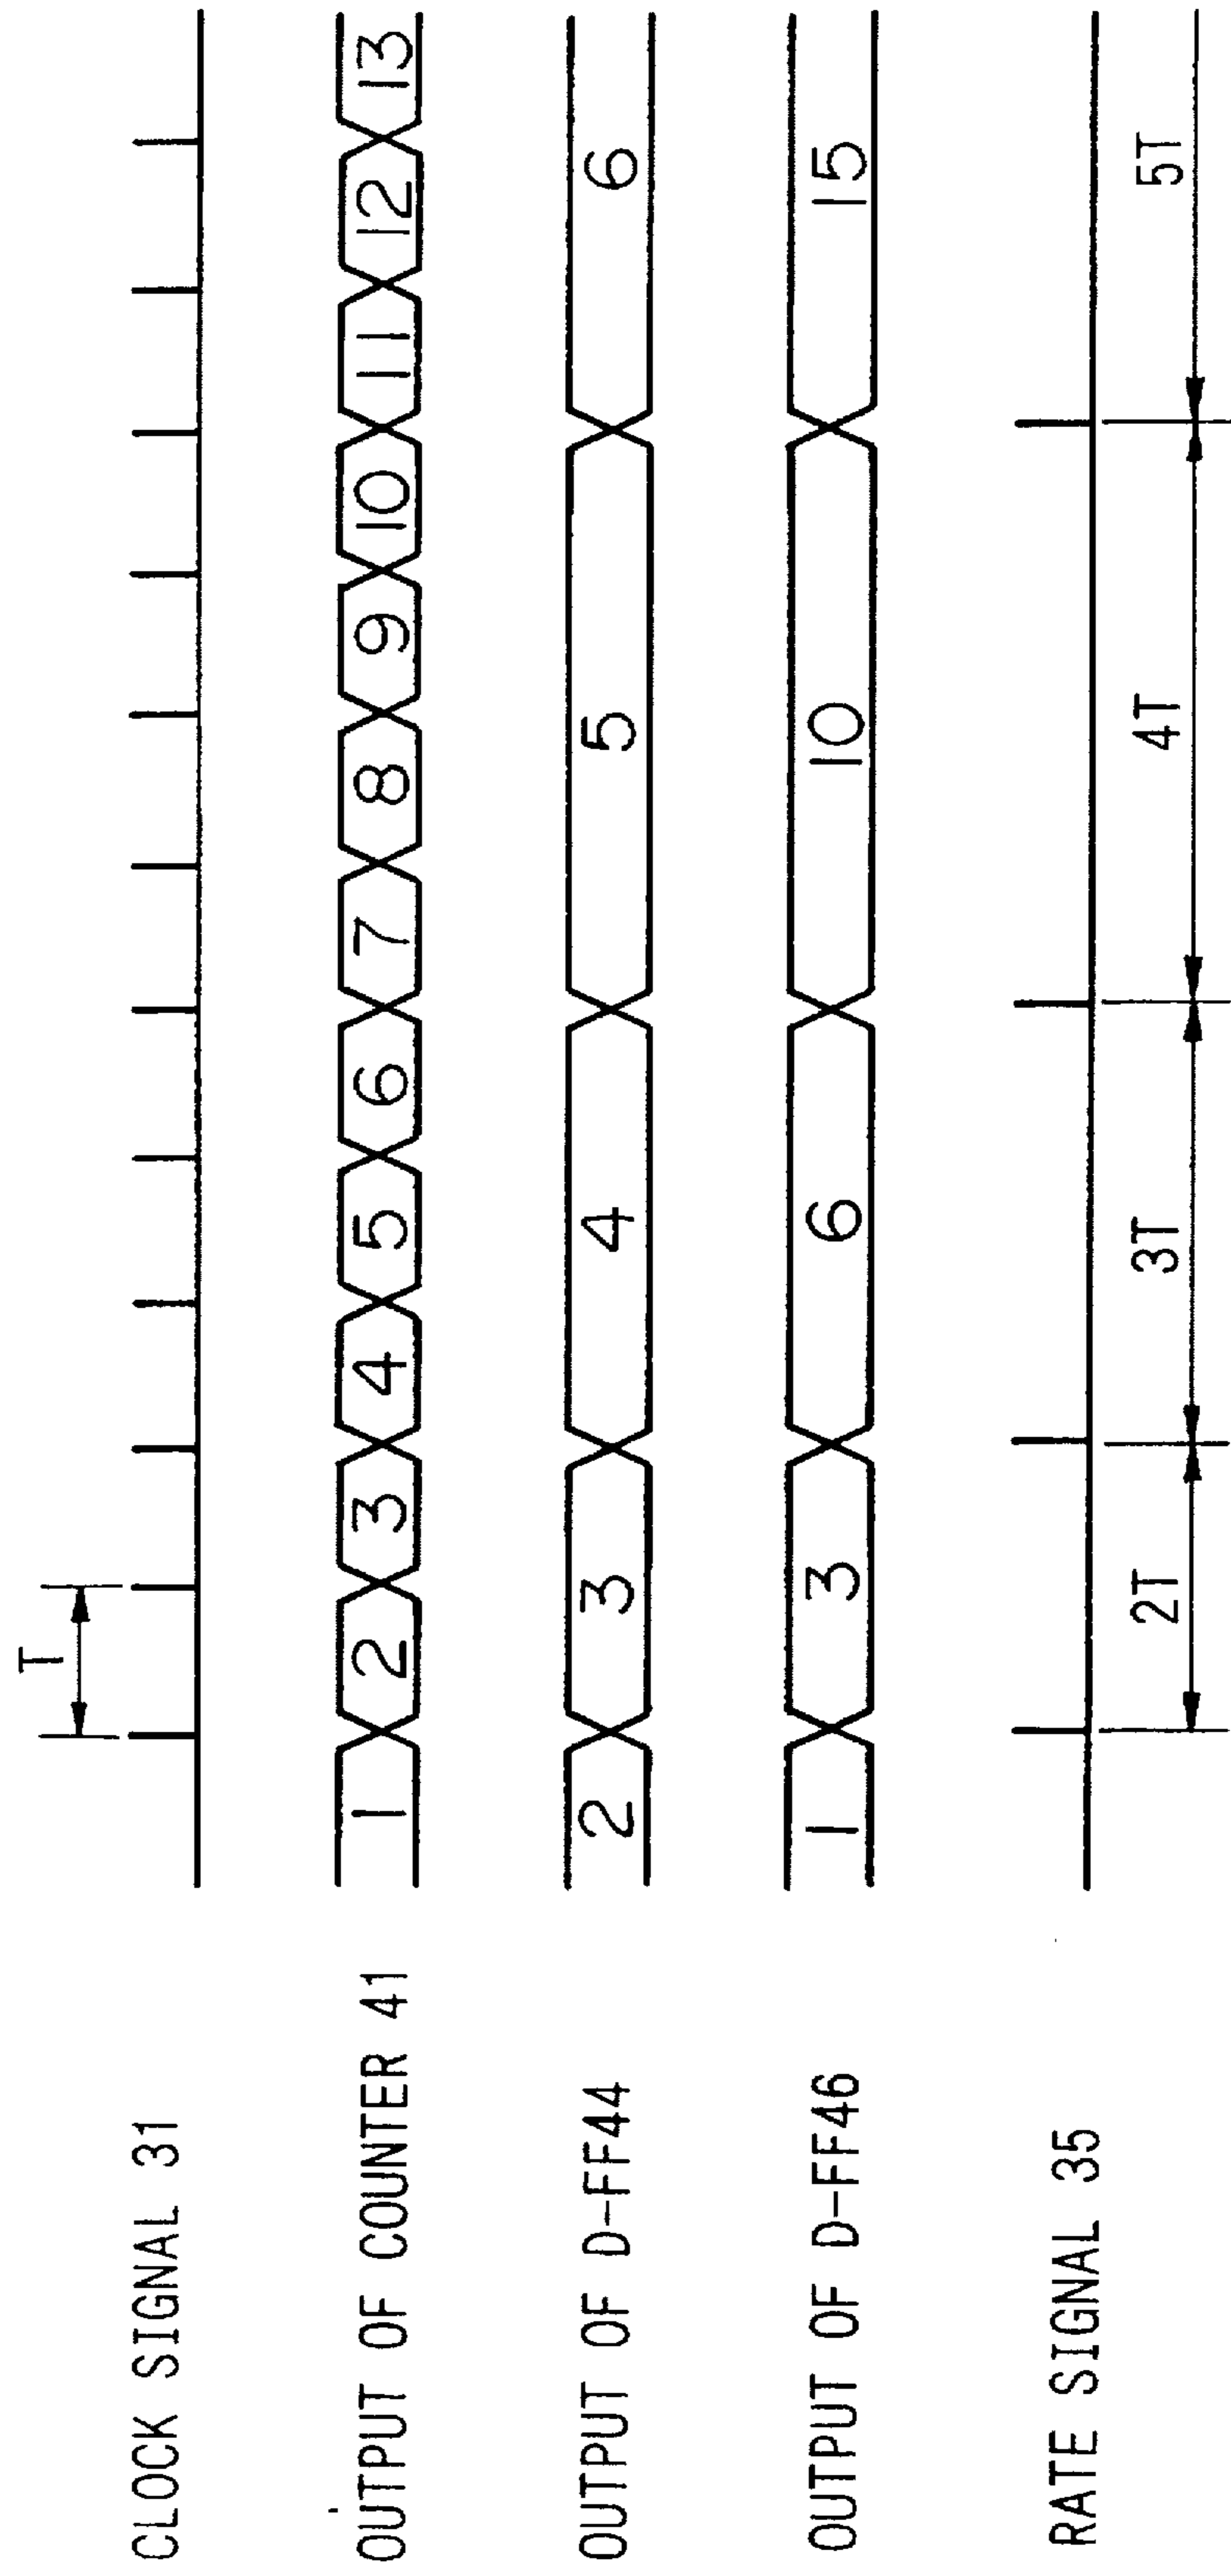 T
CLOCK SIGNAL 31
OUTPUT OF COUNTER 41 1 2 3 4 5 6 7 8 9 10 11 12 13
OUTPUT OF D-FF44 2 3 4 5 6
OUTPUT OF D-FF46 1 3 6 10 15
RATE SIGNAL 35
2T 3T 4T 5T